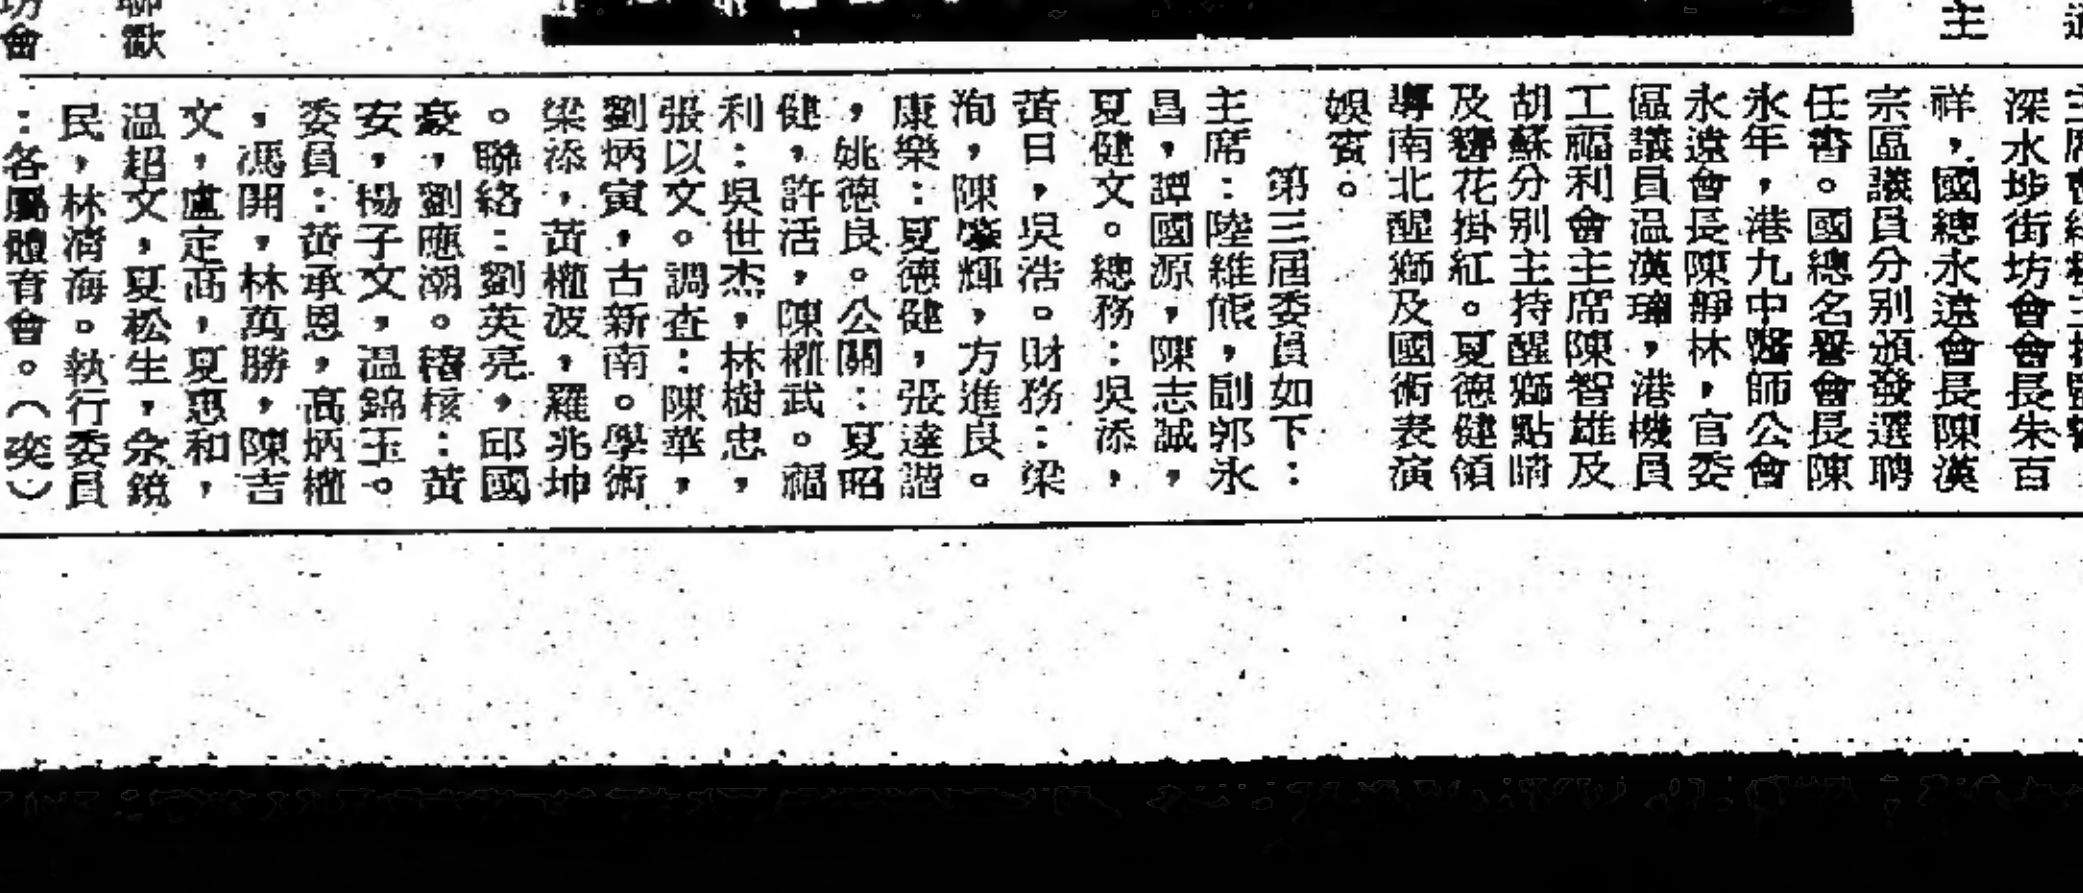 深水埗街坊會會長朱百
祥，國總永遠會長陳漢
宗區議員分別頒發選聘
任書。國總名譽會長陳
永年，港九中醫師公會
永遠會長陳靜林，官委
區議員温漢璋，港機員
工福利會主席陳智雄及
胡蘇分別主持醒獅點睛
及簪花掛紅。夏德健領
導南北醒獅及國術表演
娛賓。
第三屆委員如下：
主席：陸維熊，副郭永
昌，譚國源，陳志誠，
夏健文。總務：吳添，
黃日，吳浩。財務：梁
洵，陳肇輝，方進良。
康樂：夏德健，張達諧
，姚德良。公關：夏昭
健，許活，陳權武。福
利：吳世杰，林樹忠，
張以文。調查：陳華，
劉炳寅，古新南。學術
梁添，黃權波，羅兆坤
。聯絡：劉英亮，邱國
豪，劉應潮。稽核：黃
安，楊子文，温錦玉。
委員：黃承恩，高炳權
，馮開，林萬勝，陳吉
文，盧定高，夏惠和，
温超文，夏松生，余鏡
民，林濟海。執行委員
：各屬體育會。（奕）